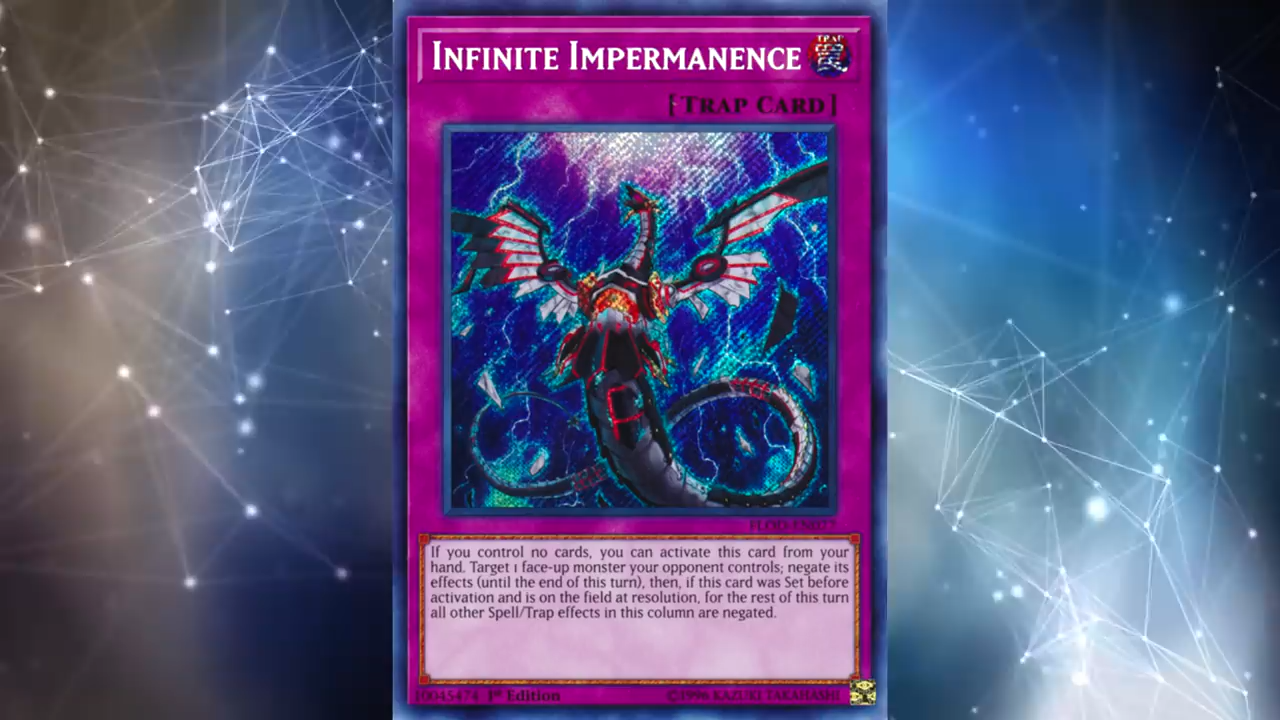 INFINITE IMPERMANENCE
TRAP
罠
[TRAP CARD]
FLOD-EN077
If you control no cards, you can activate this card from your
hand. Target 1 face-up monster your opponent controls; negate its
effects (until the end of this turn), then, if this card was Set before
activation and is on the field at resolution, for the rest of this turn
all other Spell/Trap effects in this column are negated.
10045474 1st Edition ©1996 KAZUKI TAKAHASHI